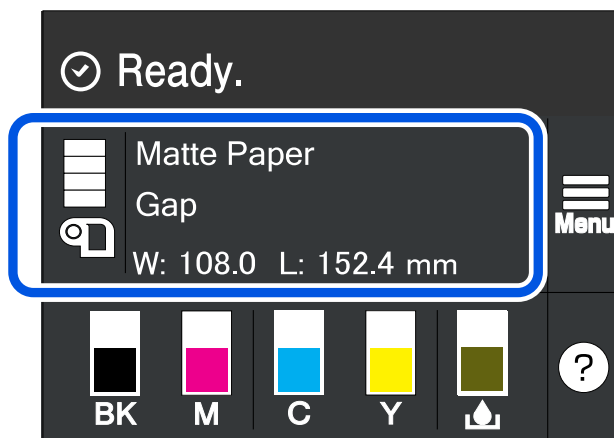 Ready.
Matte Paper
Gap
W: 108.0 L: 152.4 mm
Menu
BK M C Y
?